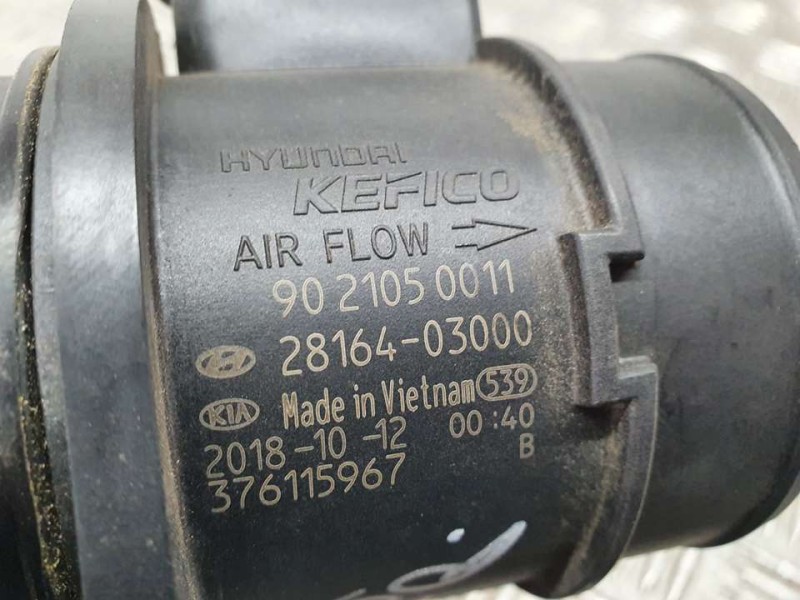 HYUNDAI
KEFICO
AIR FLOW
90 2105 0011
28164-03000
KIA Made in Vietnam 539
2018-10-12 00:40
B
376115967